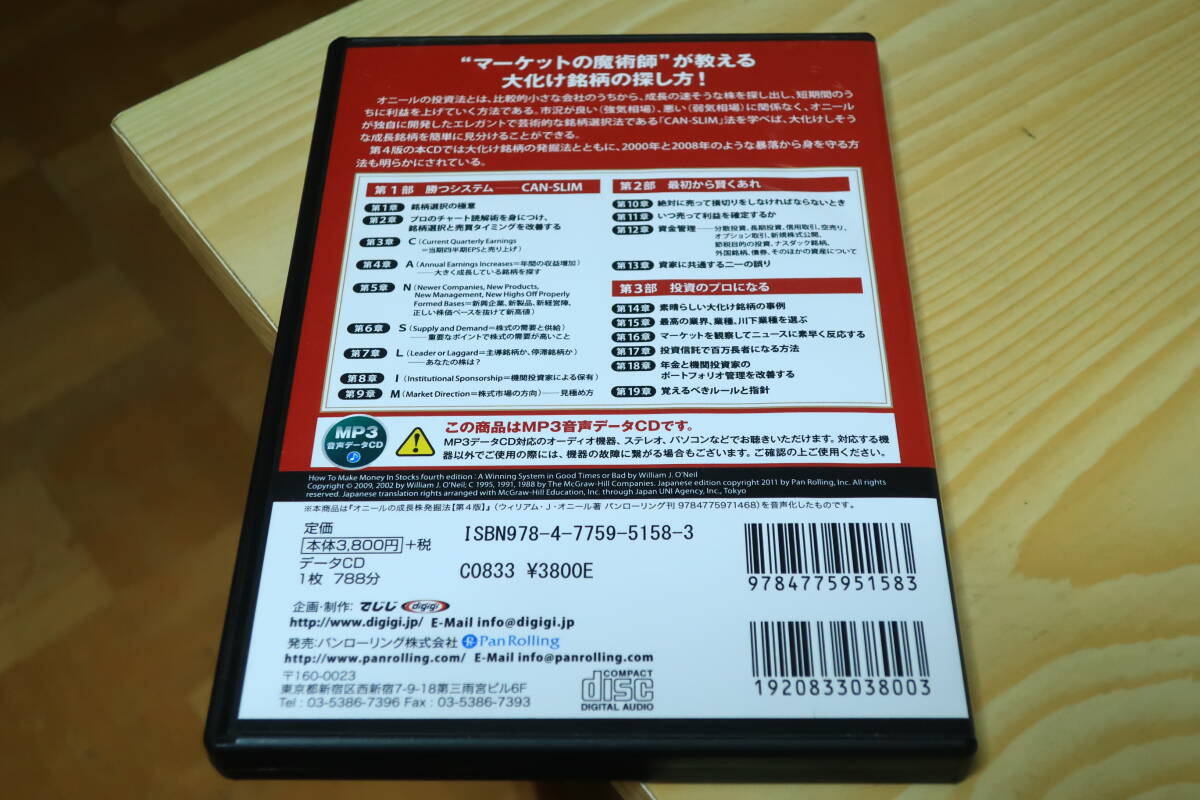 “マーケットの魔術師”が教える
大化け銘柄の探し方！
オニールの投資法とは、比較的小さな会社のうちから、成長の速そうな株を探し出し、短期間のう
ちに利益を上げていく方法である。市況が良い（強気相場）、悪い（弱気相場）に関係なく、オニール
が独自に開発したエレガントで芸術的な銘柄選択法である「CAN-SLIM」法を学べば、大化けしそう
な成長銘柄を簡単に見分けることができる。
第4版の本CDでは大化け銘柄の発掘法とともに、2000年と2008年のような暴落から身を守る方
法も明らかにされている。
第1部 勝つシステム──CAN-SLIM
第1章 銘柄選択の極意
第2章 プロのチャート読解術を身につけ、
銘柄選択と売買タイミングを改善する
第3章 C（Current Quarterly Earnings
＝当期四半期EPSと売り上げ）
第4章 A（Annual Earnings Increases＝年間の収益増加）
──大きく成長している銘柄を探す
第5章 N（Newer Companies, New Products,
New Management, New Highs Off Properly
Formed Bases＝新興企業、新製品、新経営陣、
正しい株価ベースを抜けて新高値）
第6章 S（Supply and Demand＝株式の需要と供給）
──重要なポイントで株式の需要が高いこと
第7章 L（Leader or Laggard＝主導銘柄か、停滞銘柄か）
──あなたの株は？
第8章 I（Institutional Sponsorship＝機関投資家による保有）
第9章 M（Market Direction＝株式市場の方向）──見極め方
第2部 最初から賢くあれ
第10章 絶対に売って損切りをしなければならないとき
第11章 いつ売って利益を確定するか
第12章 資金管理──分散投資、長期投資、信用取引、空売り、
オプション取引、新規株式公開、
節税目的の投資、ナスダック銘柄、
外国銘柄、債券、そのほかの資産について
第13章 投資家に共通する二一の誤り
第3部 投資のプロになる
第14章 素晴らしい大化け銘柄の事例
第15章 最高の業界、業種、川下業種を選ぶ
第16章 マーケットを観察してニュースに素早く反応する
第17章 投資信託で百万長者になる方法
第18章 年金と機関投資家の
ポートフォリオ管理を改善する
第19章 覚えるべきルールと指針
MP3
音声データCD
この商品はMP3音声データCDです。
MP3データCD対応のオーディオ機器、ステレオ、パソコンなどでお聴きいただけます。対応する機
器以外でご使用の際には、機器の故障に繋がる場合もございます。ご確認の上ご使用ください。
How To Make Money In Stocks fourth edition : A Winning System in Good Times or Bad by William J. O'Neil
Copyright © 2009, 2002 by William J. O'Neil; C 1995, 1991, 1988 by The McGraw-Hill Companies. Japanese edition copyright 2011 by Pan Rolling, Inc. All rights
reserved. Japanese translation rights arranged with McGraw-Hill Education, Inc. through Japan UNI Agency, Inc., Tokyo
※本商品は『オニールの成長株発掘法【第4版】』（ウィリアム・J・オニール著 パンローリング刊 9784775971468）を音声化したものです。
定価
本体3,800円+税
データCD
1枚 788分
ISBN978-4-7759-5158-3
C0833 ¥3800E
9784775951583
企画・制作：でじじ digigi
http://www.digigi.jp/ E-Mail info@digigi.jp
発売：パンローリング株式会社 PanRolling
http://www.panrolling.com/ E-Mail info@panrolling.com
〒160-0023
東京都新宿区西新宿7-9-18第三雨宮ビル6F
Tel：03-5386-7396 Fax：03-5386-7393
COMPACT
disc
DIGITAL AUDIO
1920833038003